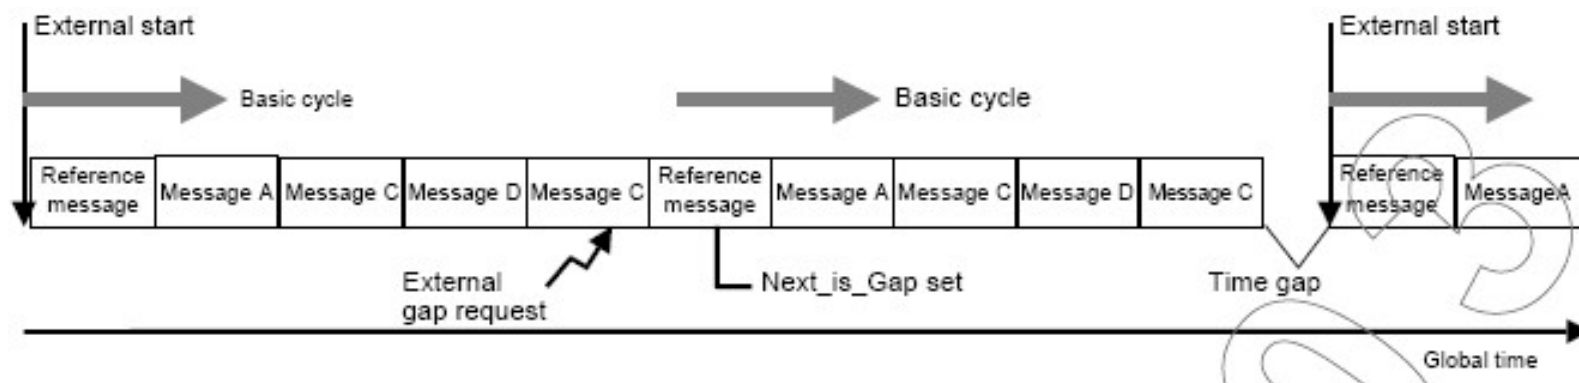 External start
External start
Basic cycle
Basic cycle
Reference
message
Message A
Message C
Message D
Message C
Reference
message
Message A
Message C
Message D
Message C
Reference
message
MessageA
External
gap request
Next_is_Gap set
Time gap
Global time